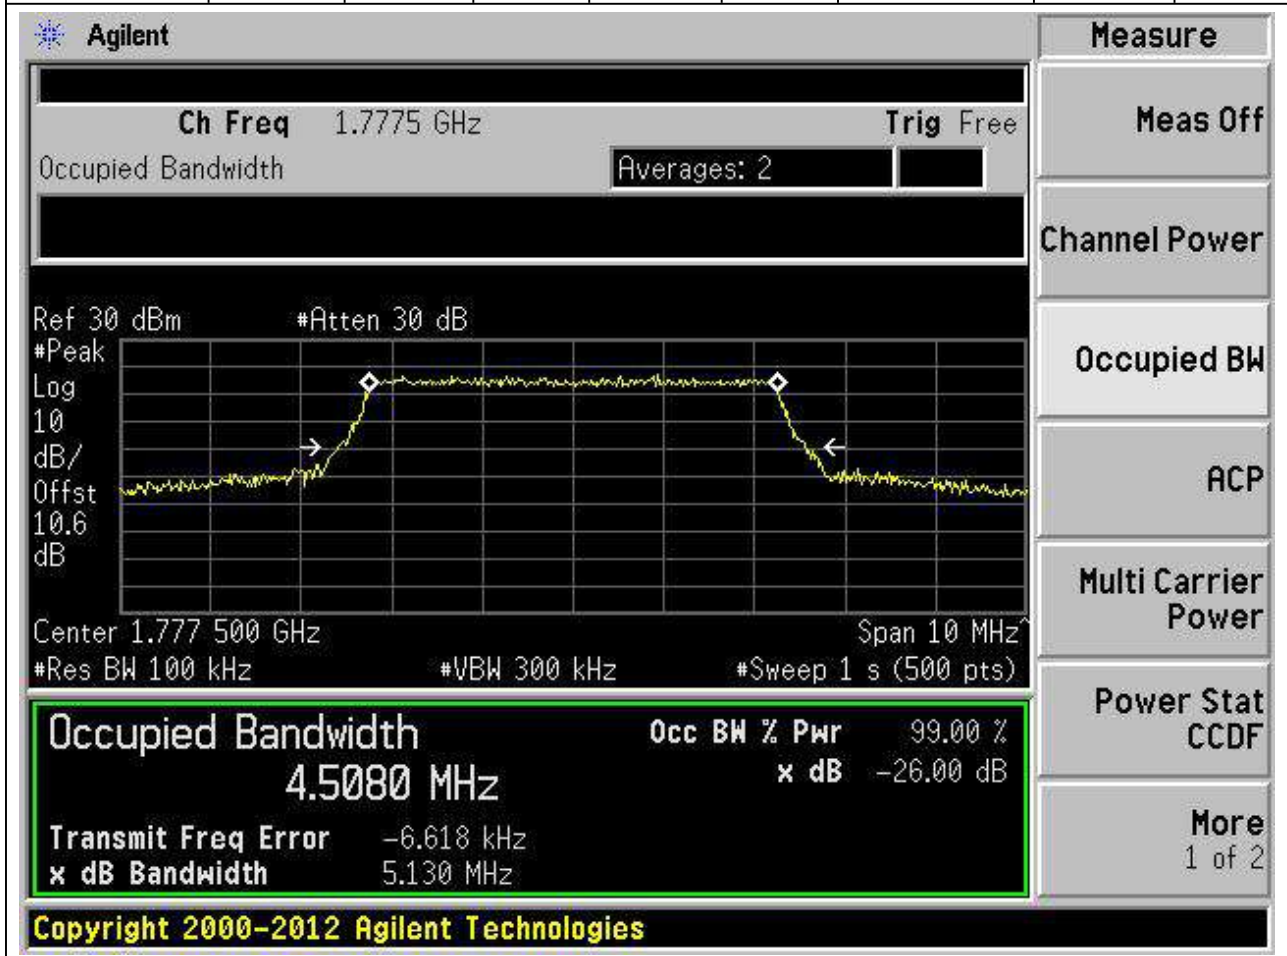 Agilent
Measure
Ch Freq 1.7775 GHz Trig Free
Occupied Bandwidth Averages: 2
Meas Off
Channel Power
Occupied BW
ACP
Multi Carrier
Power
Power Stat
CCDF
More
1 of 2
Ref 30 dBm #Atten 30 dB
#Peak
Log
10
dB/
Offst
10.6
dB
Center 1.777 500 GHz Span 10 MHz^
#Res BW 100 kHz #VBW 300 kHz #Sweep 1 s (500 pts)
Occupied Bandwidth Occ BW % Pwr 99.00 %
4.5080 MHz x dB -26.00 dB
Transmit Freq Error -6.618 kHz
x dB Bandwidth 5.130 MHz
Copyright 2000-2012 Agilent Technologies